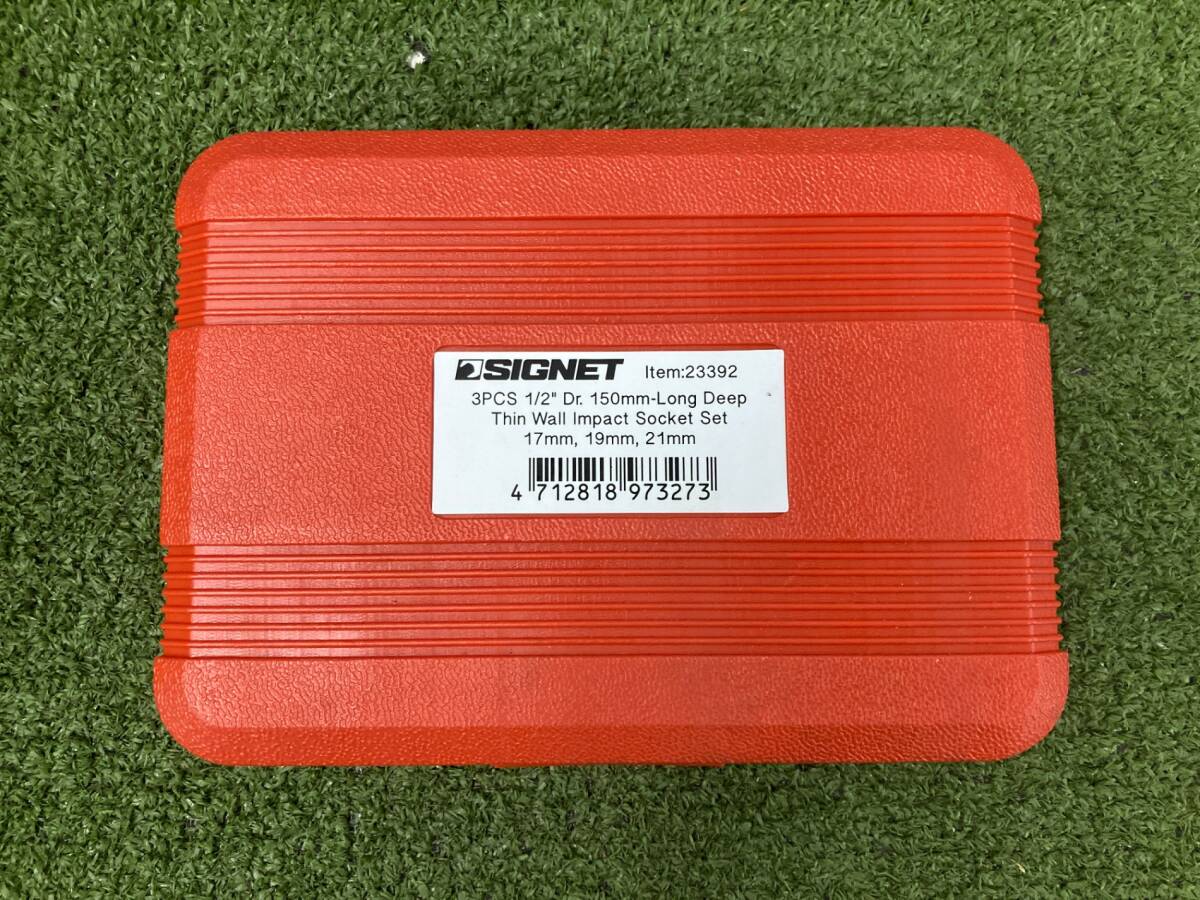 SIGNET Item:23392
3PCS 1/2" Dr. 150mm-Long Deep
Thin Wall Impact Socket Set
17mm, 19mm, 21mm
4 712818 973273